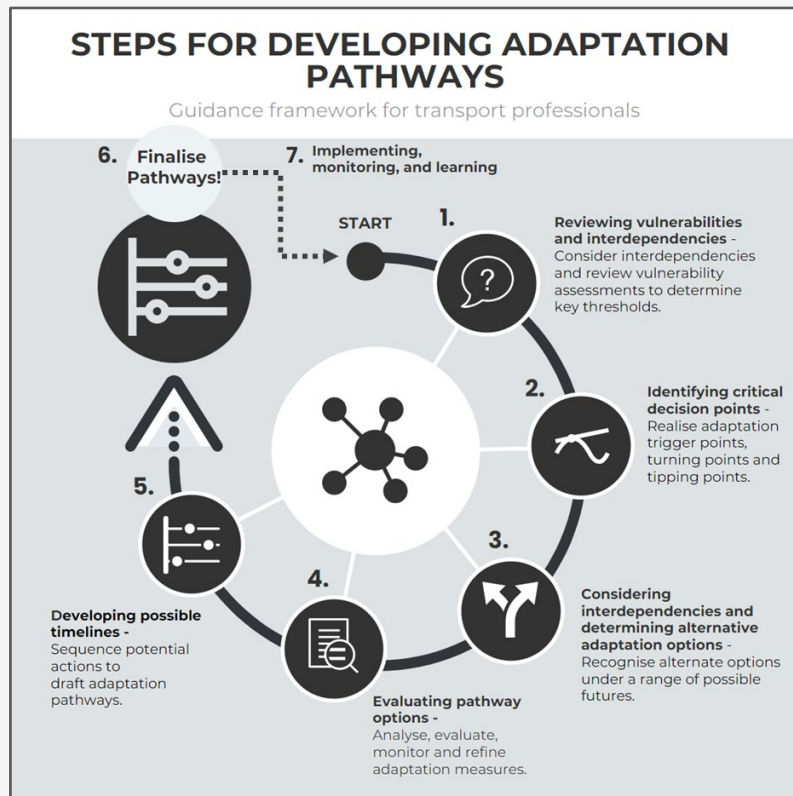 STEPS FOR DEVELOPING ADAPTATION
PATHWAYS
Guidance framework for transport professionals
6. Finalise
Pathways!
7. Implementing,
monitoring, and learning
START
1.
?
Reviewing vulnerabilities
and interdependencies -
Consider interdependencies
and review vulnerability
assessments to determine
key thresholds.
2.
Identifying critical
decision points -
Realise adaptation
trigger points,
turning points and
tipping points.
3.
Considering
interdependencies and
determining alternative
adaptation options -
Recognise alternate options
under a range of possible
futures.
4.
Evaluating pathway
options -
Analyse, evaluate,
monitor and refine
adaptation measures.
5.
Developing possible
timelines -
Sequence potential
actions to
draft adaptation
pathways.